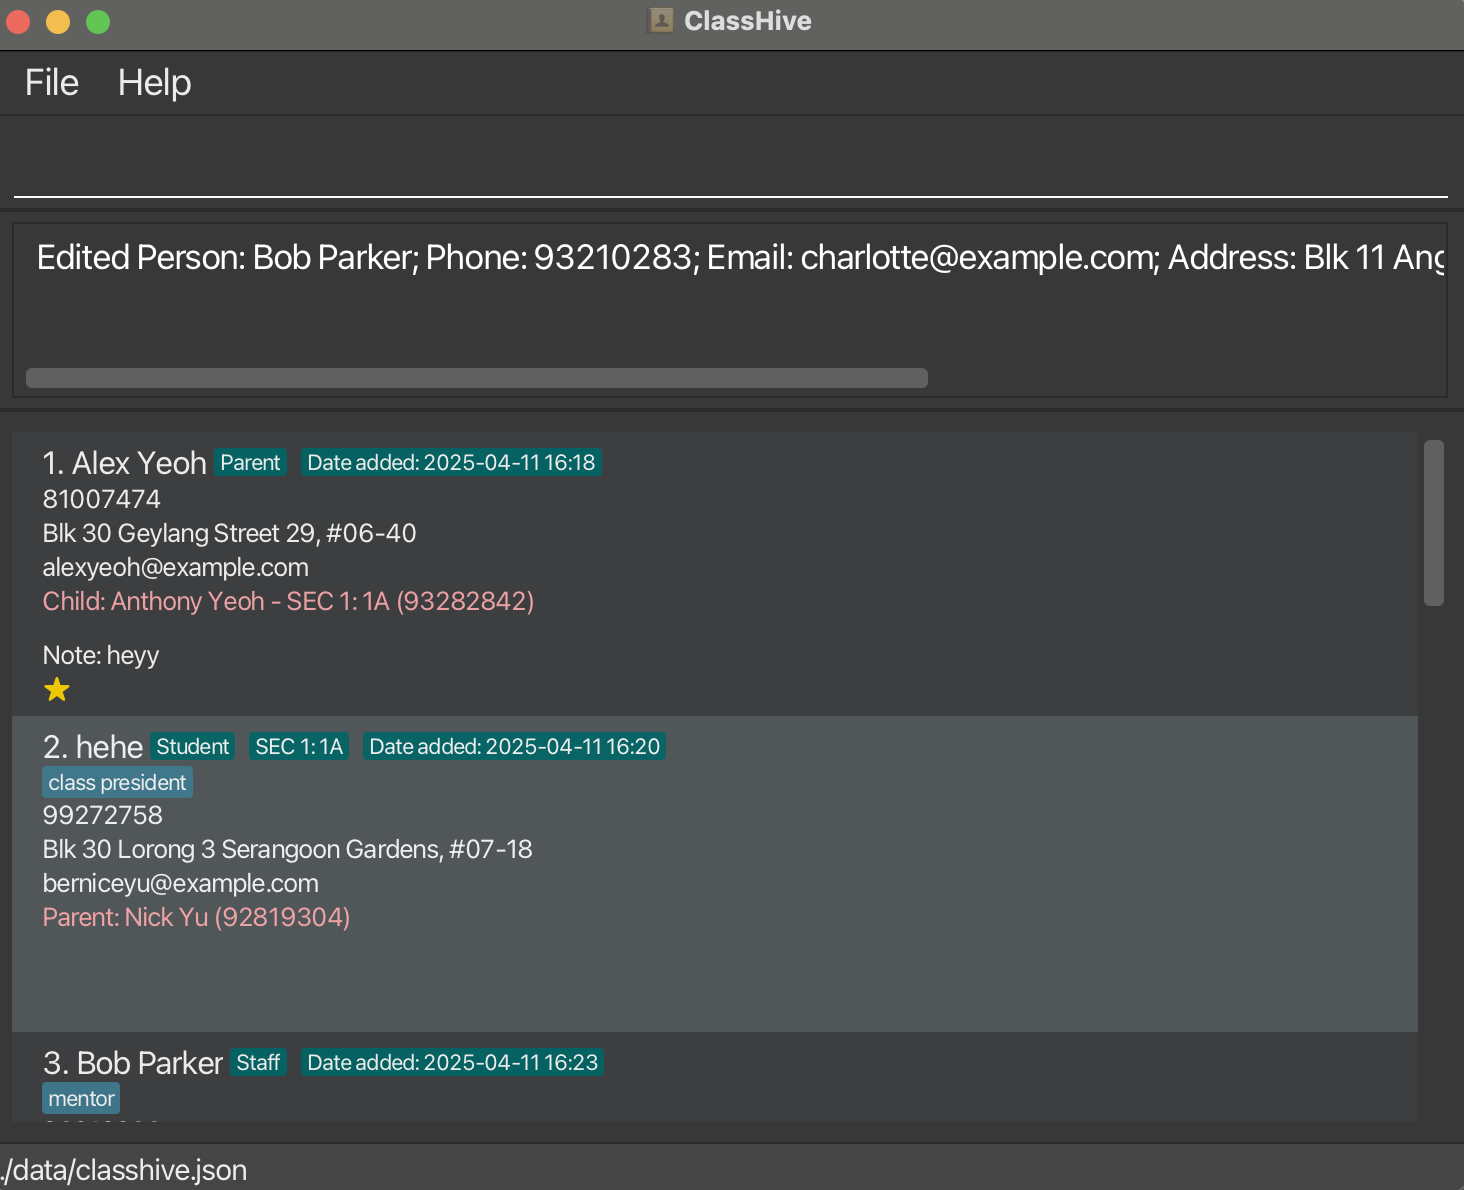 ClassHive
File Help
Edited Person: Bob Parker; Phone: 93210283; Email: charlotte@example.com; Address: Blk 11 Ang
1. Alex Yeoh Parent Date added: 2025-04-11 16:18
81007474
Blk 30 Geylang Street 29, #06-40
alexyeoh@example.com
Child: Anthony Yeoh - SEC 1: 1A (93282842)
Note: heyy
2. hehe Student SEC 1: 1A Date added: 2025-04-11 16:20
class president
99272758
Blk 30 Lorong 3 Serangoon Gardens, #07-18
berniceyu@example.com
Parent: Nick Yu (92819304)
3. Bob Parker Staff Date added: 2025-04-11 16:23
mentor
./data/classhive.json